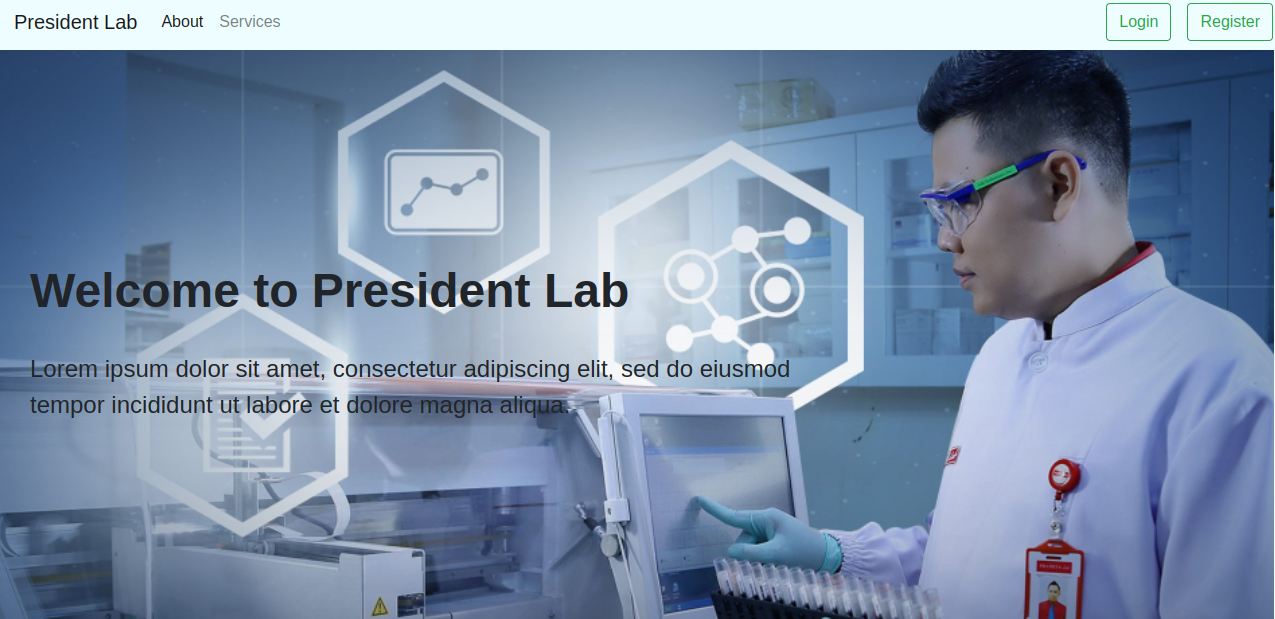 President Lab About Services Login Register
Welcome to President Lab
Lorem ipsum dolor sit amet, consectetur adipiscing elit, sed do eiusmod
tempor incididunt ut labore et dolore magna aliqua.